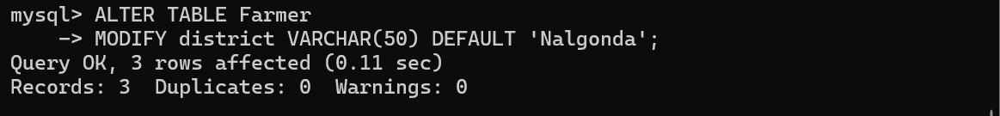 mysql> ALTER TABLE Farmer
    -> MODIFY district VARCHAR(50) DEFAULT 'Nalgonda';
Query OK, 3 rows affected (0.11 sec)
Records: 3  Duplicates: 0  Warnings: 0